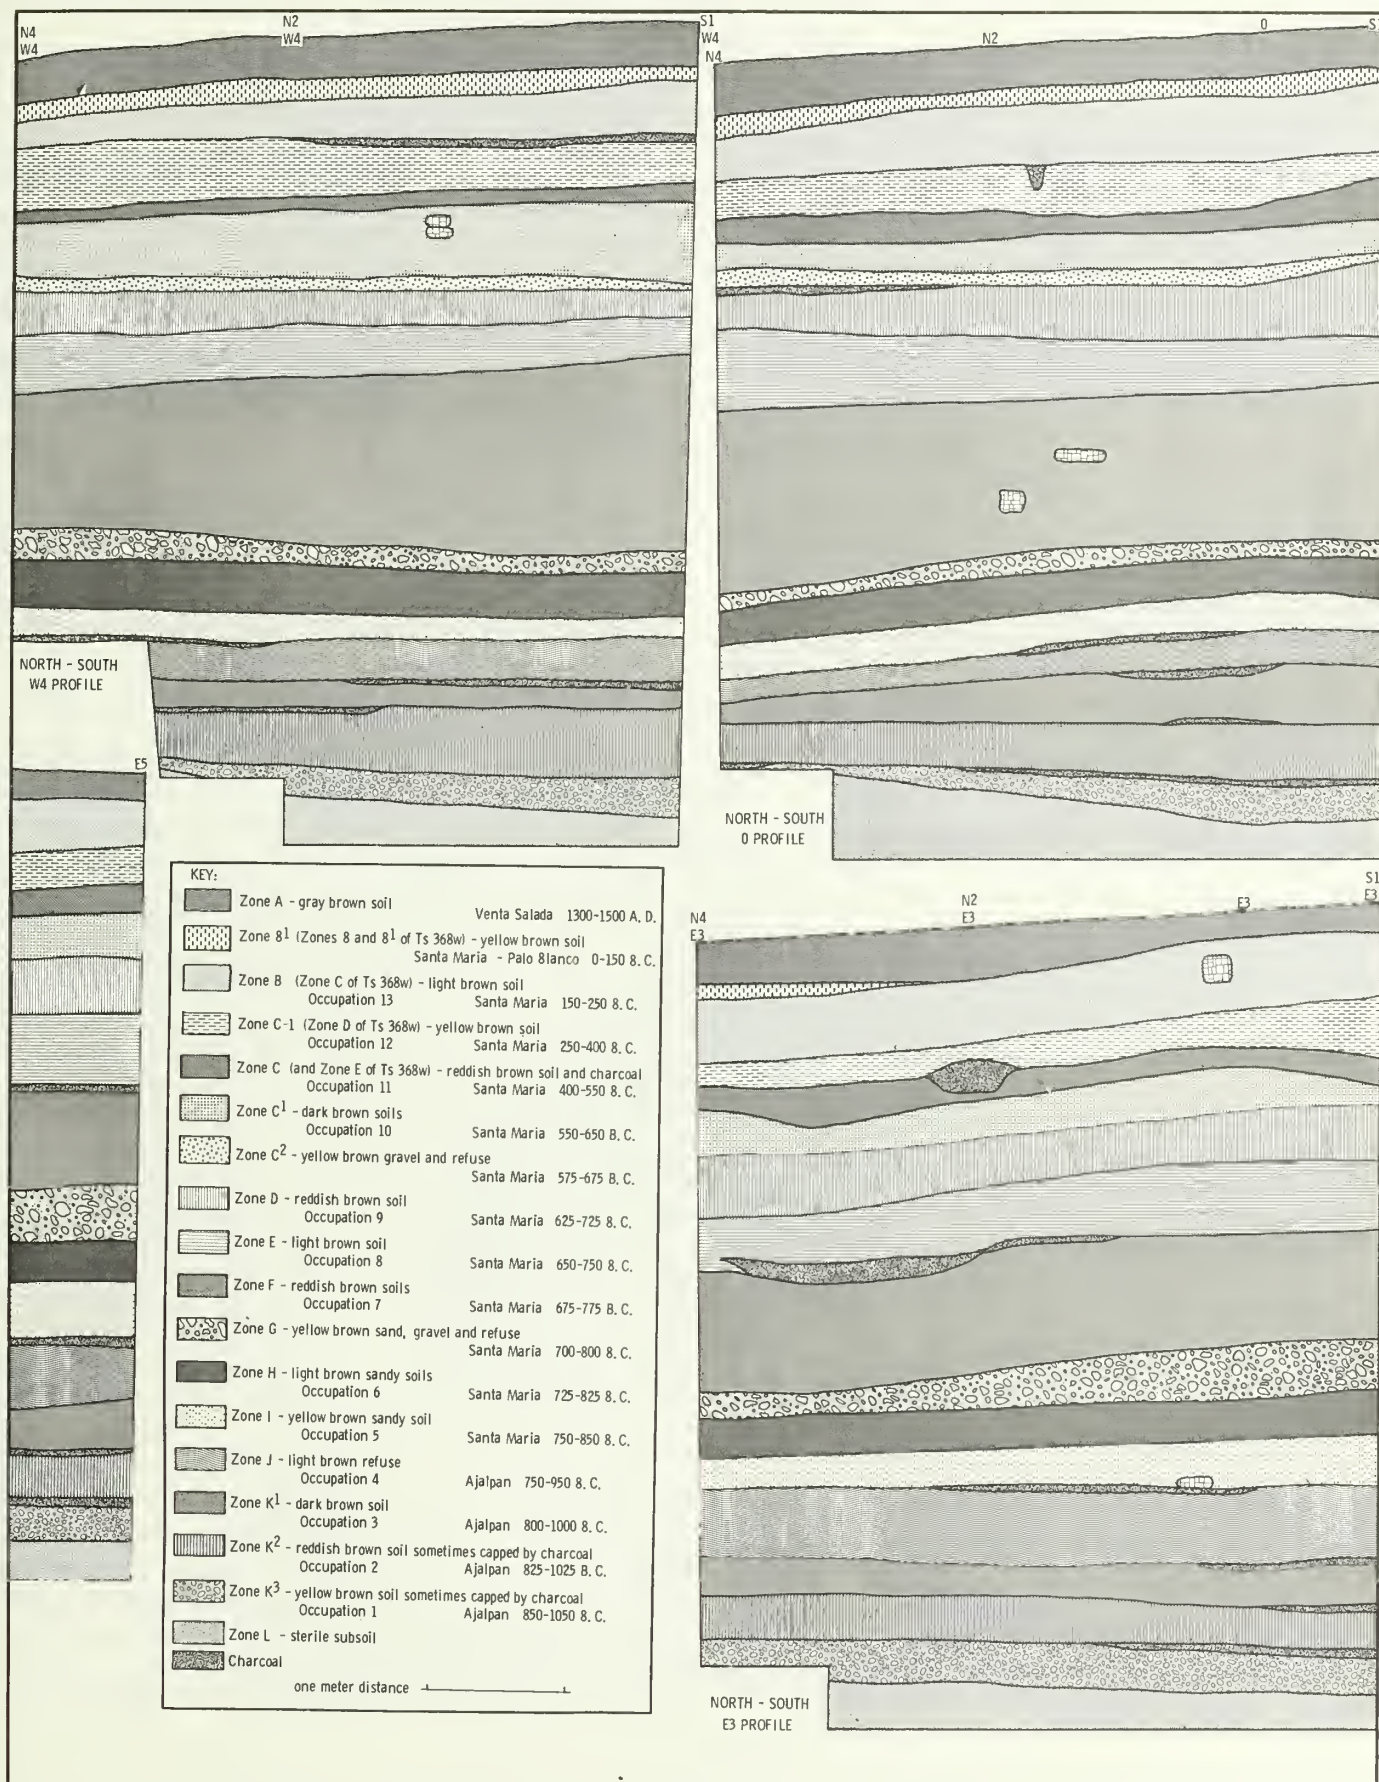 N4
W4
N2
W4
S1
W4
N4
N2
0
S1
NORTH - SOUTH
W4 PROFILE
NORTH - SOUTH
0 PROFILE
E5
KEY:
Zone A - gray brown soil
Venta Salada 1300-1500 A. D.
Zone 8¹ (Zones 8 and 8¹ of Ts 368w) - yellow brown soil
Santa Maria - Palo 8lanco 0-150 8. C.
Zone B (Zone C of Ts 368w) - light brown soil
Occupation 13 Santa Maria 150-250 8. C.
Zone C-1 (Zone D of Ts 368w) - yellow brown soil
Occupation 12 Santa Maria 250-400 8. C.
Zone C (and Zone E of Ts 368w) - reddish brown soil and charcoal
Occupation 11 Santa Maria 400-550 8. C.
Zone C¹ - dark brown soils
Occupation 10 Santa Maria 550-650 B. C.
Zone C² - yellow brown gravel and refuse
Santa Maria 575-675 B. C.
Zone D - reddish brown soil
Occupation 9 Santa Maria 625-725 8. C.
Zone E - light brown soil
Occupation 8 Santa Maria 650-750 8. C.
Zone F - reddish brown soils
Occupation 7 Santa Maria 675-775 B. C.
Zone G - yellow brown sand, gravel and refuse
Santa Maria 700-800 8. C.
Zone H - light brown sandy soils
Occupation 6 Santa Maria 725-825 8. C.
Zone I - yellow brown sandy soil
Occupation 5 Santa Maria 750-850 8. C.
Zone J - light brown refuse
Occupation 4 Ajalpan 750-950 8. C.
Zone K¹ - dark brown soil
Occupation 3 Ajalpan 800-1000 8. C.
Zone K² - reddish brown soil sometimes capped by charcoal
Occupation 2 Ajalpan 825-1025 B. C.
Zone K³ - yellow brown soil sometimes capped by charcoal
Occupation 1 Ajalpan 850-1050 8. C.
Zone L - sterile subsoil
Charcoal
one meter distance
N4
E3
N2
E3
E3
S1
E3
NORTH - SOUTH
E3 PROFILE